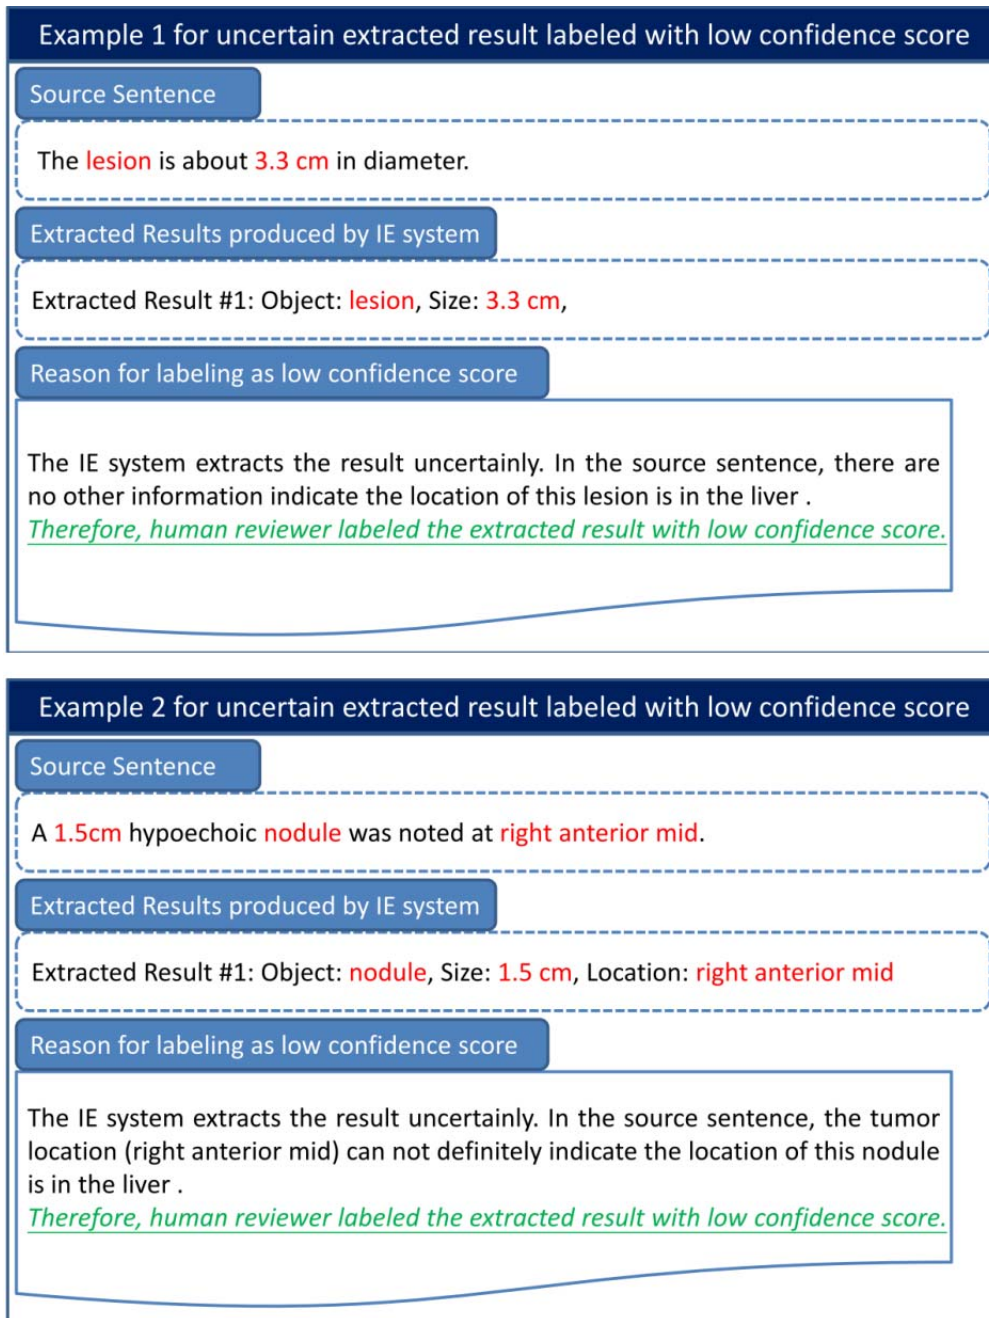 Example 1 for uncertain extracted result labeled with low confidence score
Source Sentence
The lesion is about 3.3 cm in diameter.
Extracted Results produced by IE system
Extracted Result #1: Object: lesion, Size: 3.3 cm,
Reason for labeling as low confidence score
The IE system extracts the result uncertainly. In the source sentence, there are
no other information indicate the location of this lesion is in the liver .
Therefore, human reviewer labeled the extracted result with low confidence score.
Example 2 for uncertain extracted result labeled with low confidence score
Source Sentence
A 1.5cm hypoechoic nodule was noted at right anterior mid.
Extracted Results produced by IE system
Extracted Result #1: Object: nodule, Size: 1.5 cm, Location: right anterior mid
Reason for labeling as low confidence score
The IE system extracts the result uncertainly. In the source sentence, the tumor
location (right anterior mid) can not definitely indicate the location of this nodule
is in the liver .
Therefore, human reviewer labeled the extracted result with low confidence score.